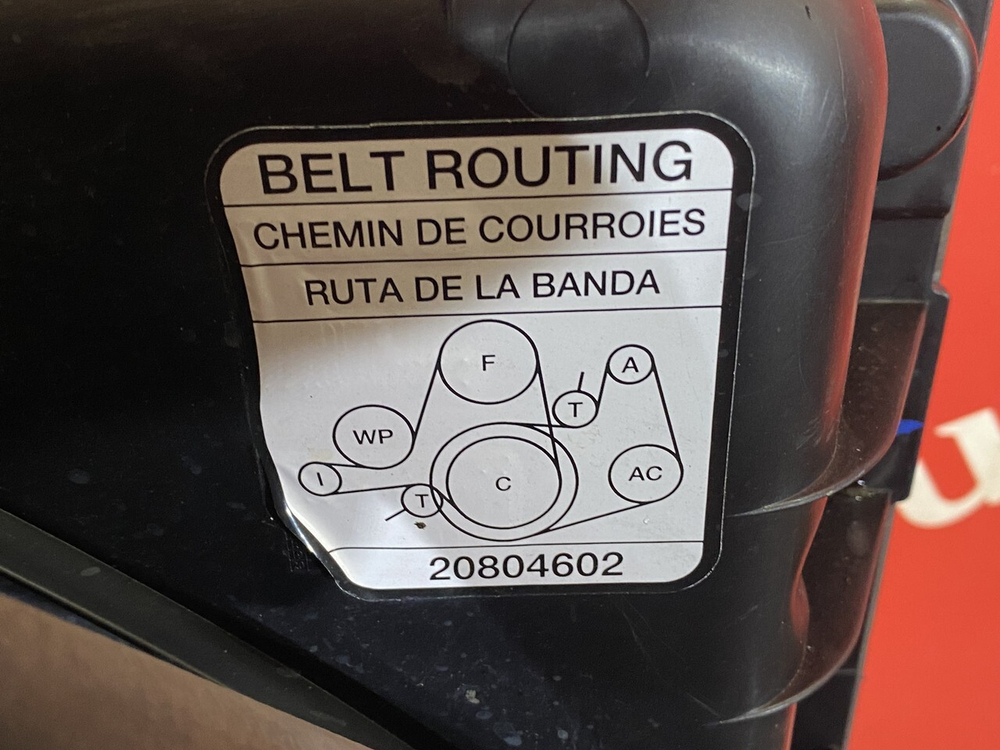 BELT ROUTING
CHEMIN DE COURROIES
RUTA DE LA BANDA
F
A
T
WP
I
T
C
AC
20804602